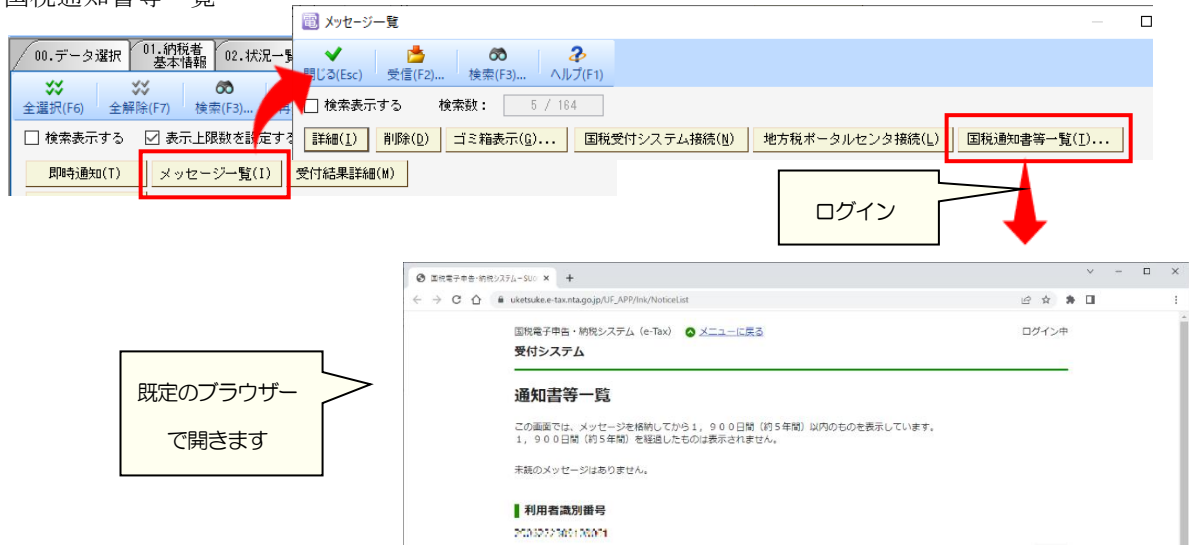 国税通知書等一覧
メッセージ一覧
閉じる(Esc) 受信(F2)... 検索(F3)... ヘルプ(F1)
検索表示する 検索数： 5 / 164
詳細(I) 削除(D) ゴミ箱表示(G)... 国税受付システム接続(N) 地方税ポータルセンタ接続(L) 国税通知書等一覧(T)...
00.データ選択 01.納税者基本情報 02.状況一
全選択(F6) 全解除(F7) 検索(F3)...
検索表示する 表示上限数を設定する
即時通知(T) メッセージ一覧(I) 受付結果詳細(M)
ログイン
国税電子申告・納税システム-SU
uketsuke.e-tax.nta.go.jp/UF_APP/lnk/NoticeList
国税電子申告・納税システム（e-Tax） メニューに戻る ログイン中
受付システム
既定のブラウザー
で開きます
通知書等一覧
この画面では、メッセージを格納してから１，９００日間（約５年間）以内のものを表示しています。
１，９００日間（約５年間）を経過したものは表示されません。
未読のメッセージはありません。
利用者識別番号